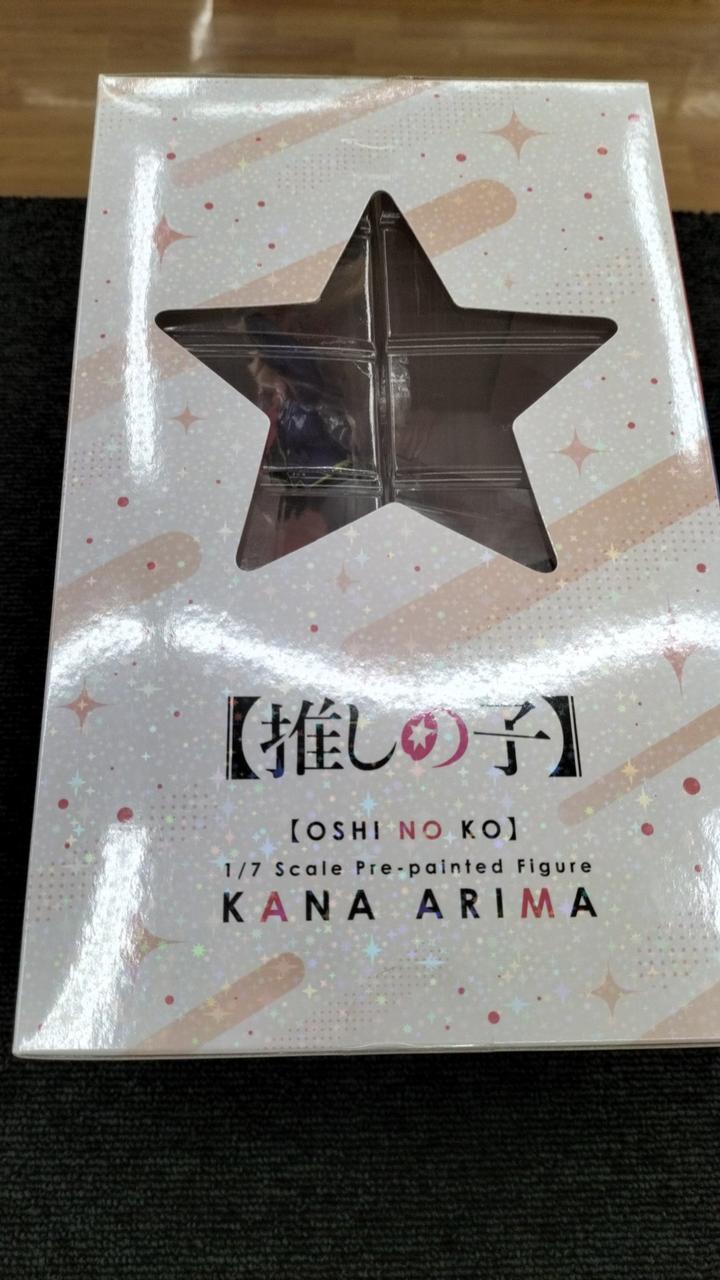 【推しの子】
【OSHI NO KO】
1/7 Scale Pre-painted Figure
KANA ARIMA